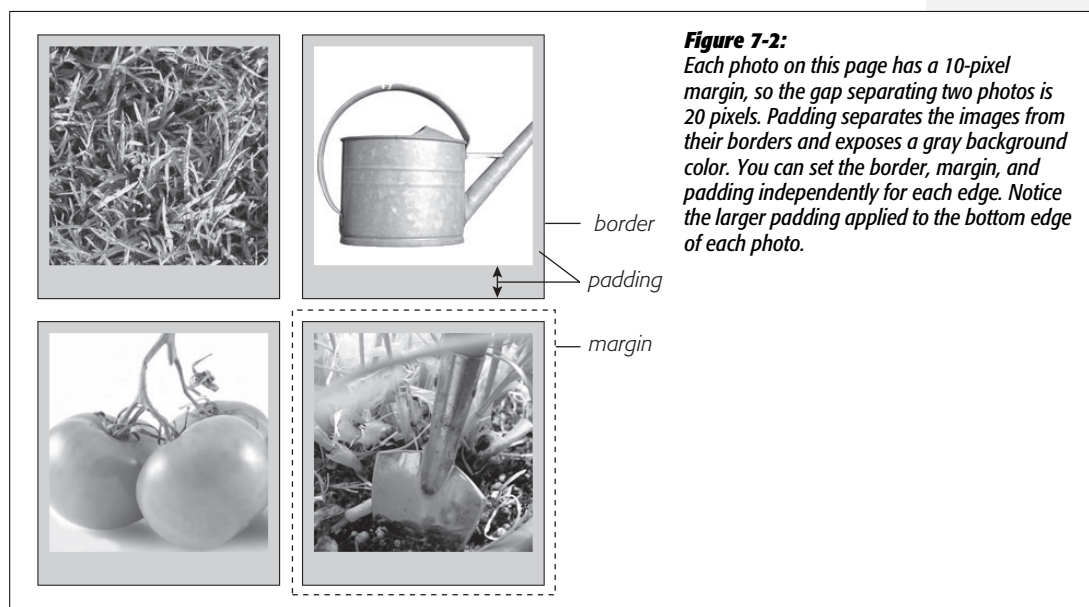 Figure 7-2:
Each photo on this page has a 10-pixel
margin, so the gap separating two photos is
20 pixels. Padding separates the images from
their borders and exposes a gray background
color. You can set the border, margin, and
padding independently for each edge. Notice
the larger padding applied to the bottom edge
of each photo.
border
padding
margin